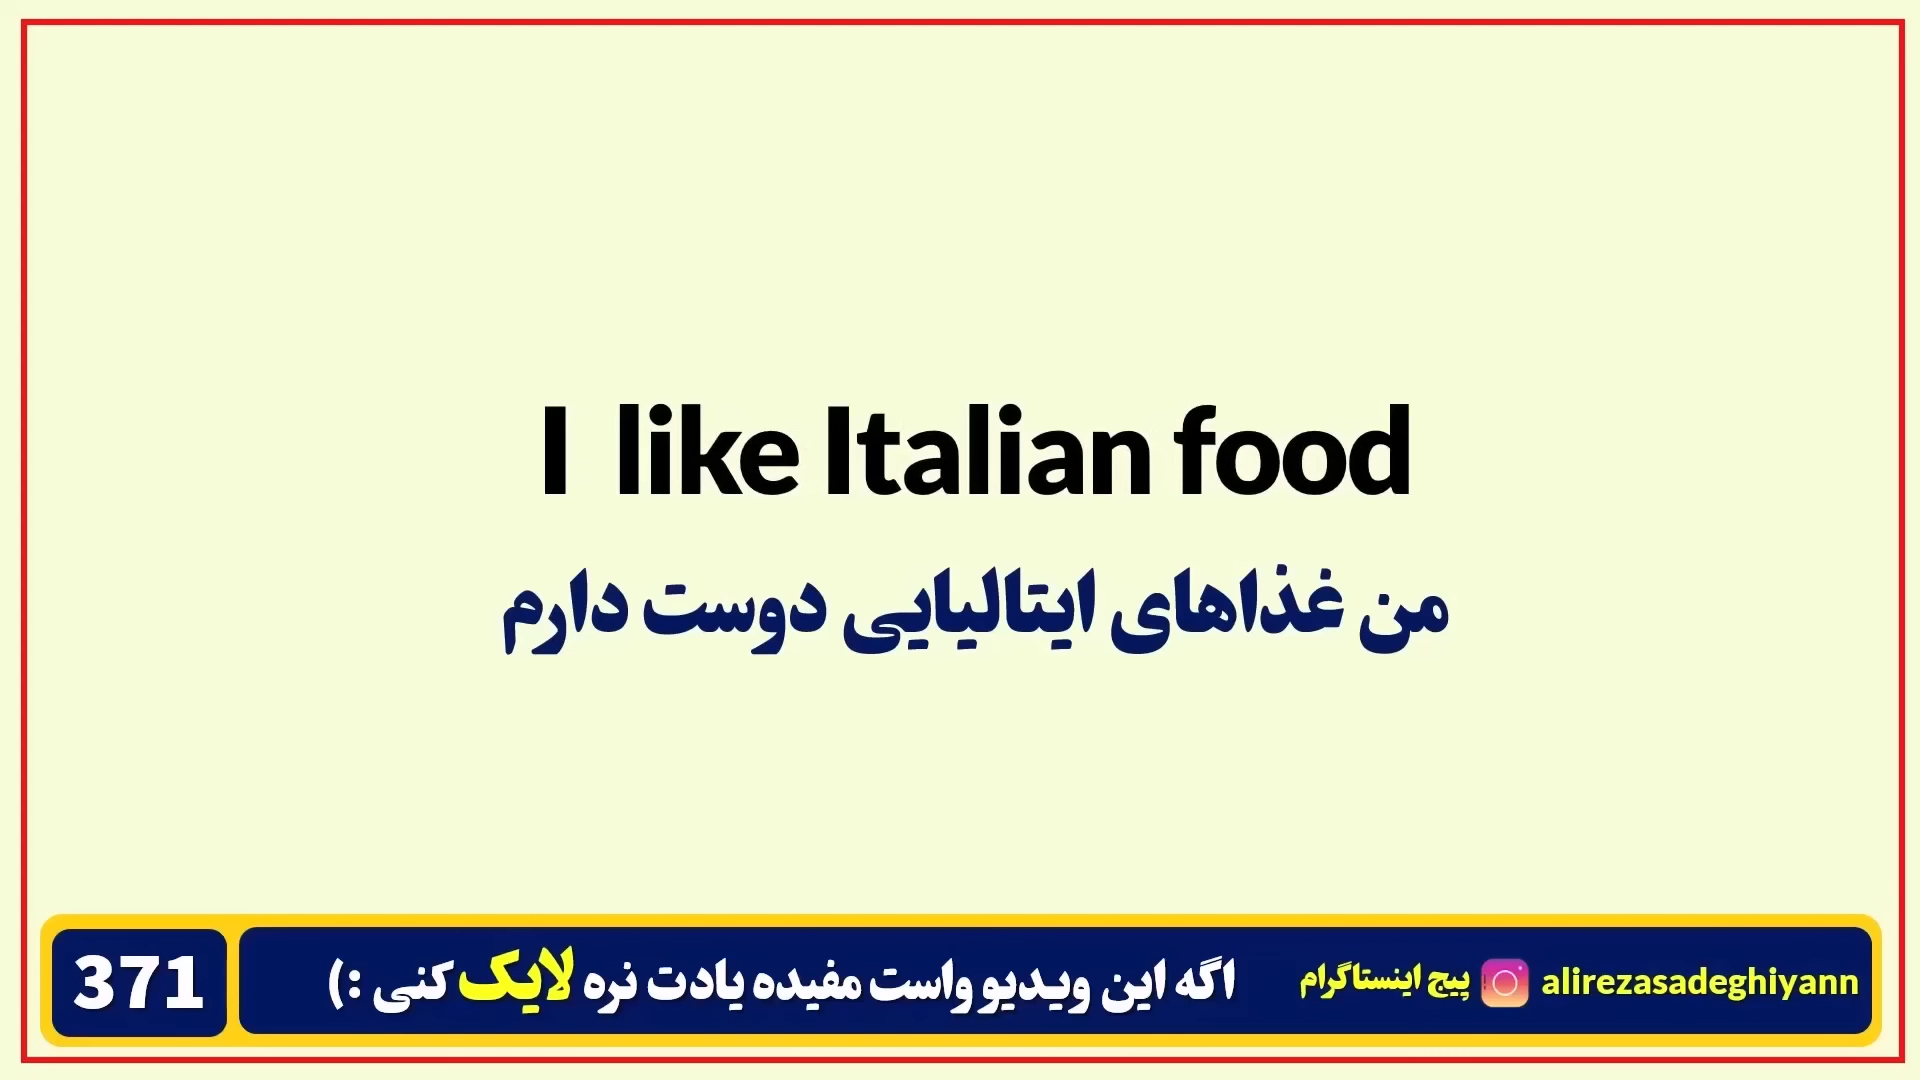 I like Italian food
من غذاهای ایتالیایی دوست دارم
371
اگه این ویدیو واست مفیده یادت نره لایک کنی :)
پیج اینستاگرام
alirezasadeghiyann